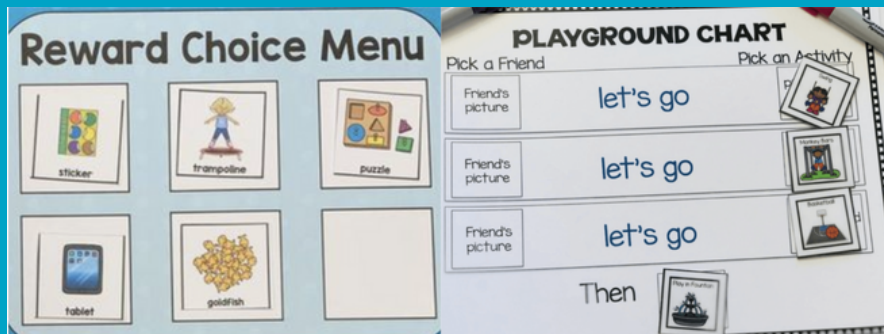 Reward Choice Menu
sticker
trampoline
puzzle
tablet
goldfish
PLAYGROUND CHART
Pick a Friend
Pick an Activity
Friend's
picture
let's go
Friend's
picture
let's go
Monkey Bars
Friend's
picture
let's go
Basketball
Then
Play in Fountain